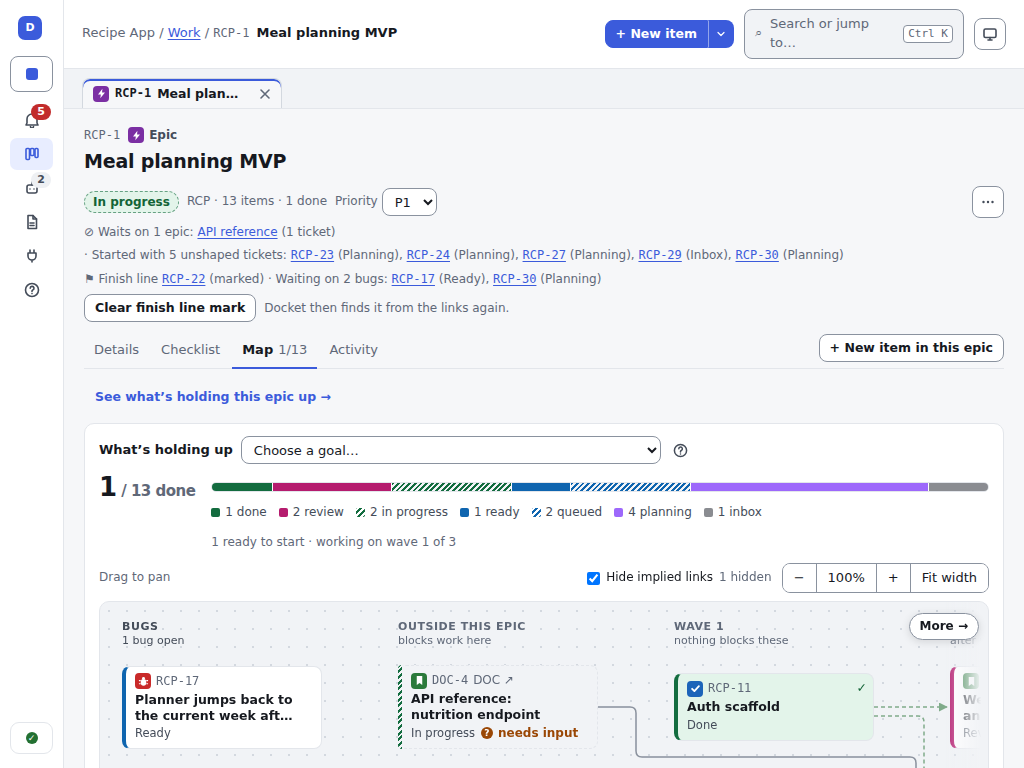 D
Recipe App / Work / RCP-1 Meal planning MVP
+ New item
Search or jump to…
Ctrl K
5
2
RCP-1 Meal plan…
RCP-1 Epic
Meal planning MVP
In progress RCP · 13 items · 1 done Priority P1
⊘ Waits on 1 epic: API reference (1 ticket)
· Started with 5 unshaped tickets: RCP-23 (Planning), RCP-24 (Planning), RCP-27 (Planning), RCP-29 (Inbox), RCP-30 (Planning)
⚑ Finish line RCP-22 (marked) · Waiting on 2 bugs: RCP-17 (Ready), RCP-30 (Planning)
Clear finish line mark Docket then finds it from the links again.
Details Checklist Map 1/13 Activity
+ New item in this epic
See what’s holding this epic up →
What’s holding up Choose a goal…
1 / 13 done
1 done 2 review 2 in progress 1 ready 2 queued 4 planning 1 inbox
1 ready to start · working on wave 1 of 3
Drag to pan
Hide implied links 1 hidden
− 100% + Fit width
BUGS
1 bug open
OUTSIDE THIS EPIC
blocks work here
WAVE 1
nothing blocks these
More →
after
RCP-17
Planner jumps back to
the current week aft…
Ready
DOC-4 DOC ↗
API reference:
nutrition endpoint
In progress ? needs input
RCP-11 ✓
Auth scaffold
Done